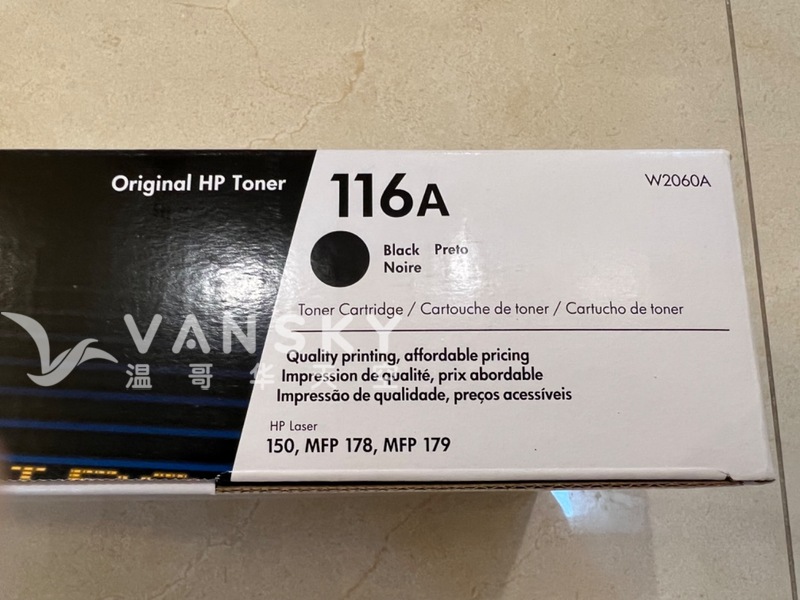 Original HP Toner
116A
W2060A
Black Preto
Noire
Toner Cartridge / Cartouche de toner / Cartucho de toner
VANSKY
温哥华天空
Quality printing, affordable pricing
Impression de qualité, prix abordable
Impressão de qualidade, preços acessíveis
HP Laser
150, MFP 178, MFP 179